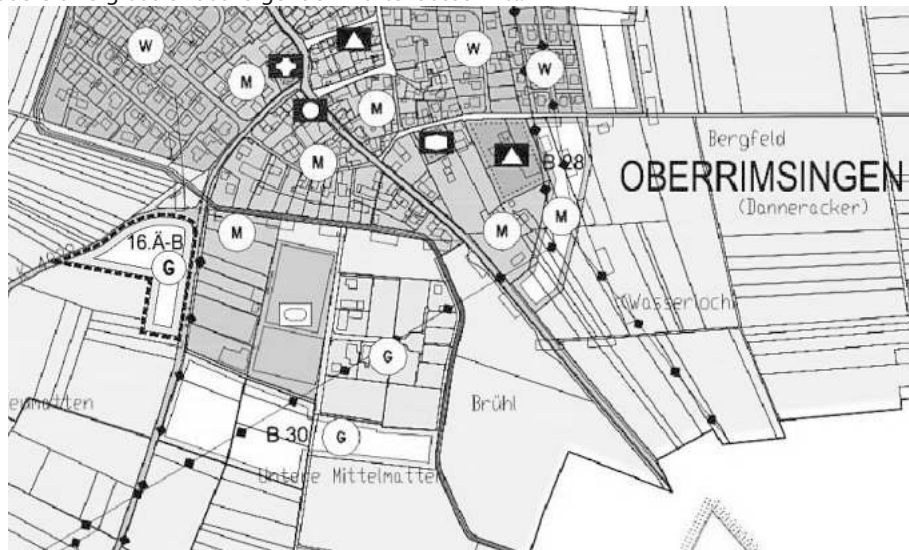 W
W
W
M
M
M
Bergfeld
B 28
OBERRIMSINGEN
(Danneracker)
M
M
M
16.Ä-B
G
(Wasserloch)
G
Brühl
B 30
G
Untere Mittelmatten